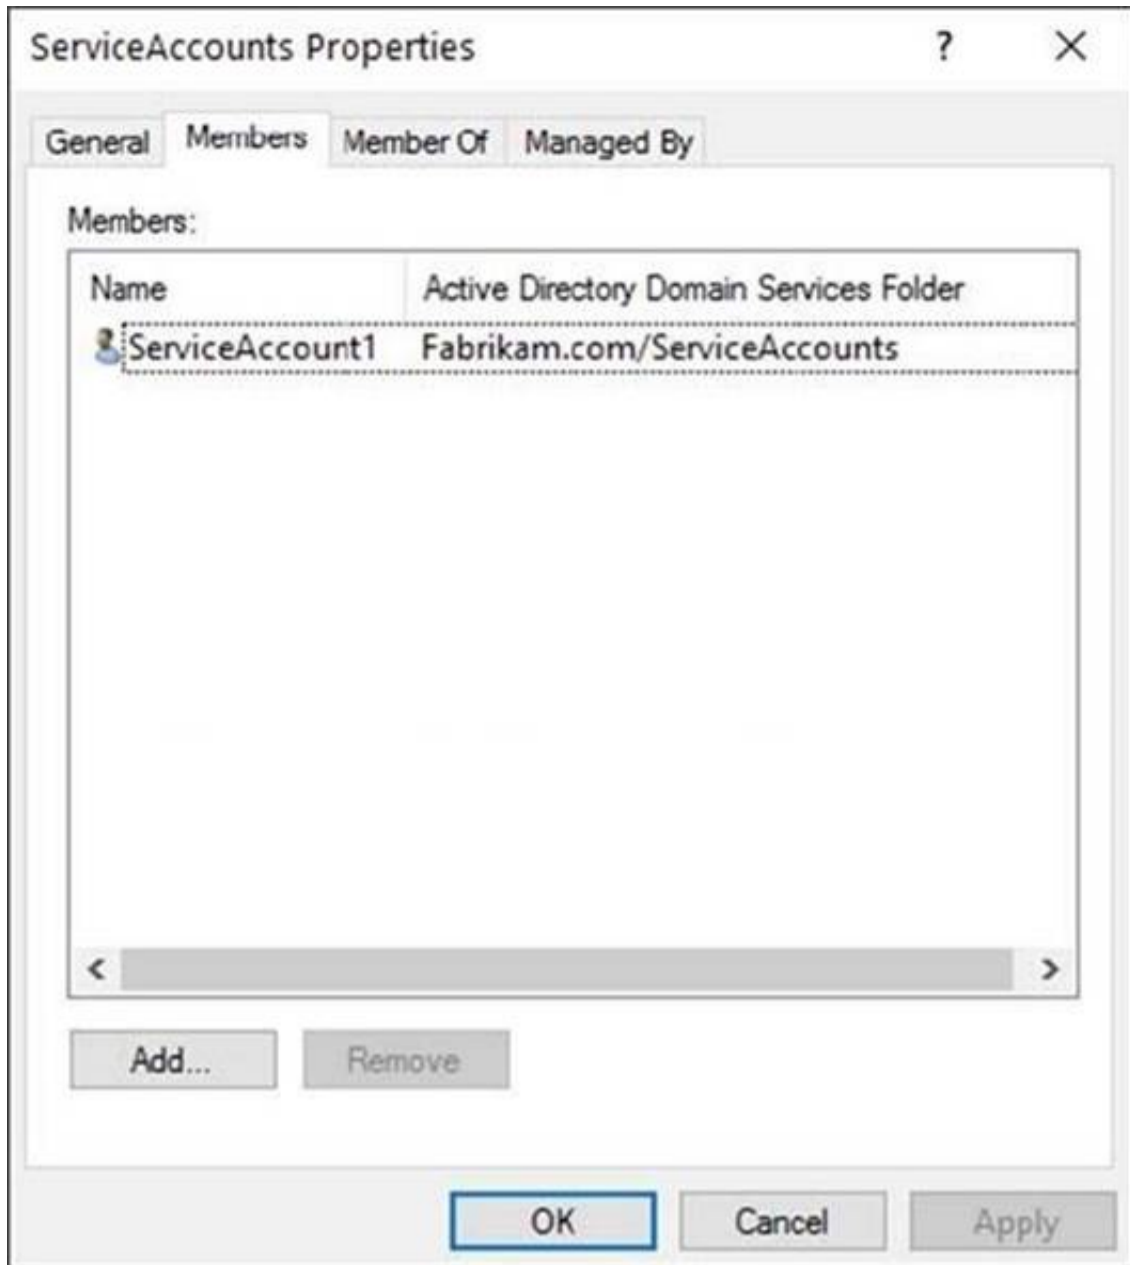 ServiceAccounts Properties ? X
General Members Member Of Managed By
Members:
Name Active Directory Domain Services Folder
ServiceAccount1 Fabrikam.com/ServiceAccounts
Add... Remove
OK Cancel Apply